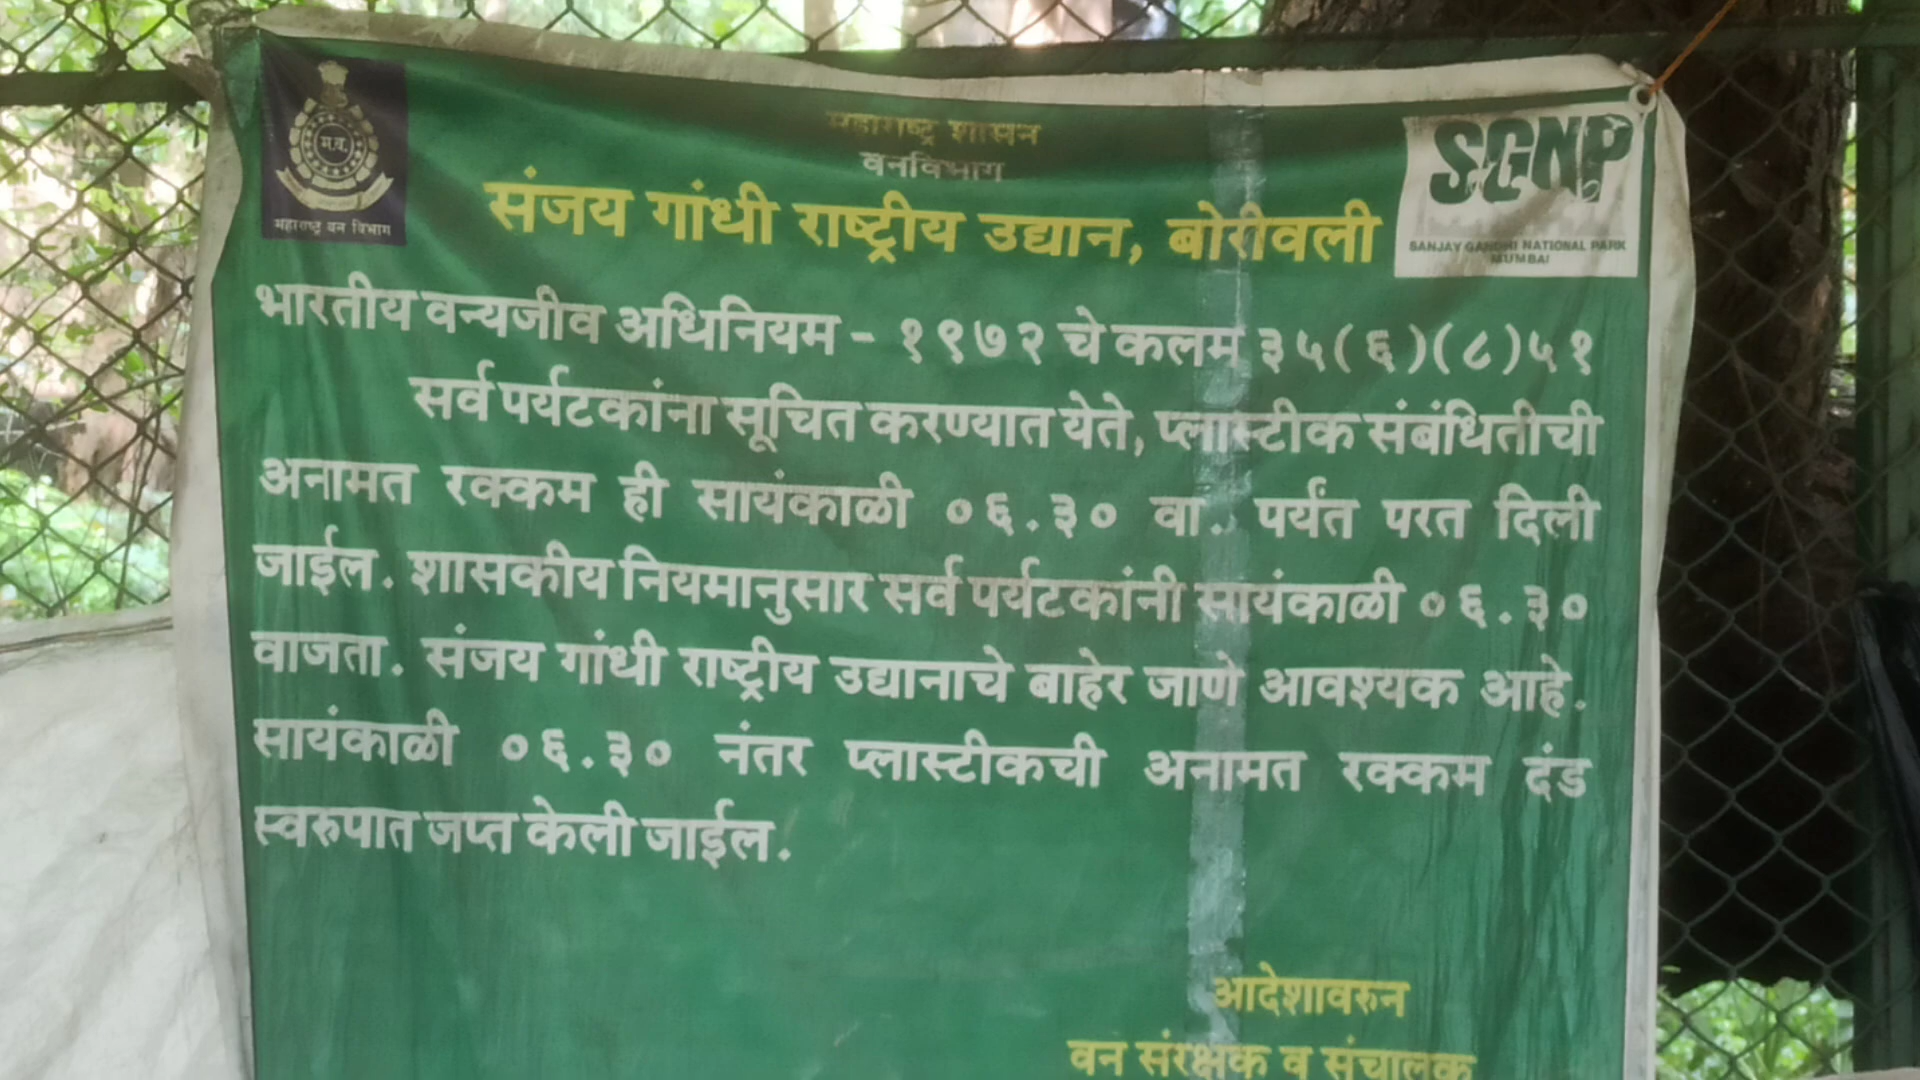 महाराष्ट्र शासन
वनविभाग
संजय गांधी राष्ट्रीय उद्यान, बोरीवली
म.व.
महाराष्ट्र वन विभाग
SGNP
SANJAY GANDHI NATIONAL PARK
MUMBAI
भारतीय वन्यजीव अधिनियम - १९७२ चे कलम ३५(६)(८)५१
सर्व पर्यटकांना सूचित करण्यात येते, प्लास्टीक संबंधितीची
अनामत रक्कम ही सायंकाळी ०६.३० वा. पर्यंत परत दिली
जाईल. शासकीय नियमानुसार सर्व पर्यटकांनी सायंकाळी ०६.३०
वाजता. संजय गांधी राष्ट्रीय उद्यानाचे बाहेर जाणे आवश्यक आहे.
सायंकाळी ०६.३० नंतर प्लास्टीकची अनामत रक्कम दंड
स्वरुपात जप्त केली जाईल.
आदेशावरुन
वन संरक्षक व संचालक